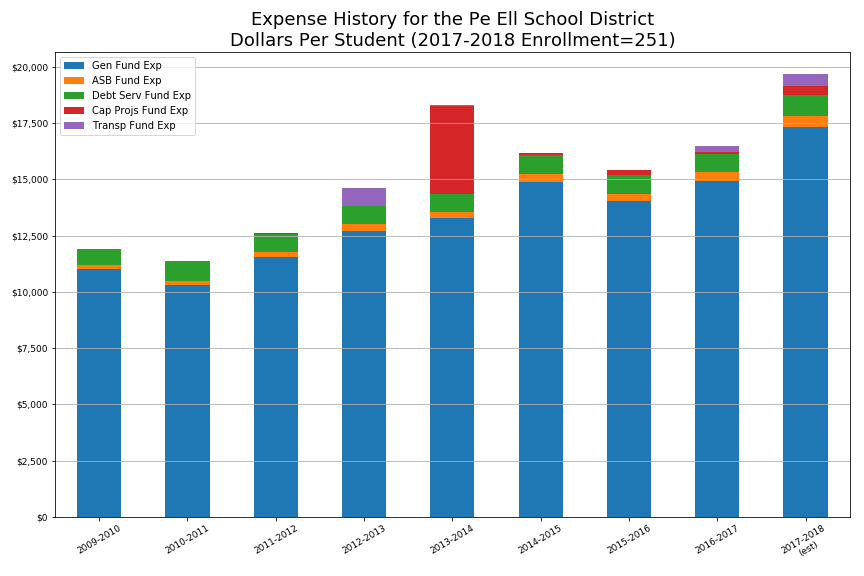 Expense History for the Pe Ell School District
Dollars Per Student (2017-2018 Enrollment=251)
Gen Fund Exp
ASB Fund Exp
Debt Serv Fund Exp
Cap Projs Fund Exp
Transp Fund Exp
$20,000
$17,500
$15,000
$12,500
$10,000
$7,500
$5,000
$2,500
$0
2009-2010
2010-2011
2011-2012
2012-2013
2013-2014
2014-2015
2015-2016
2016-2017
2017-2018
(est)